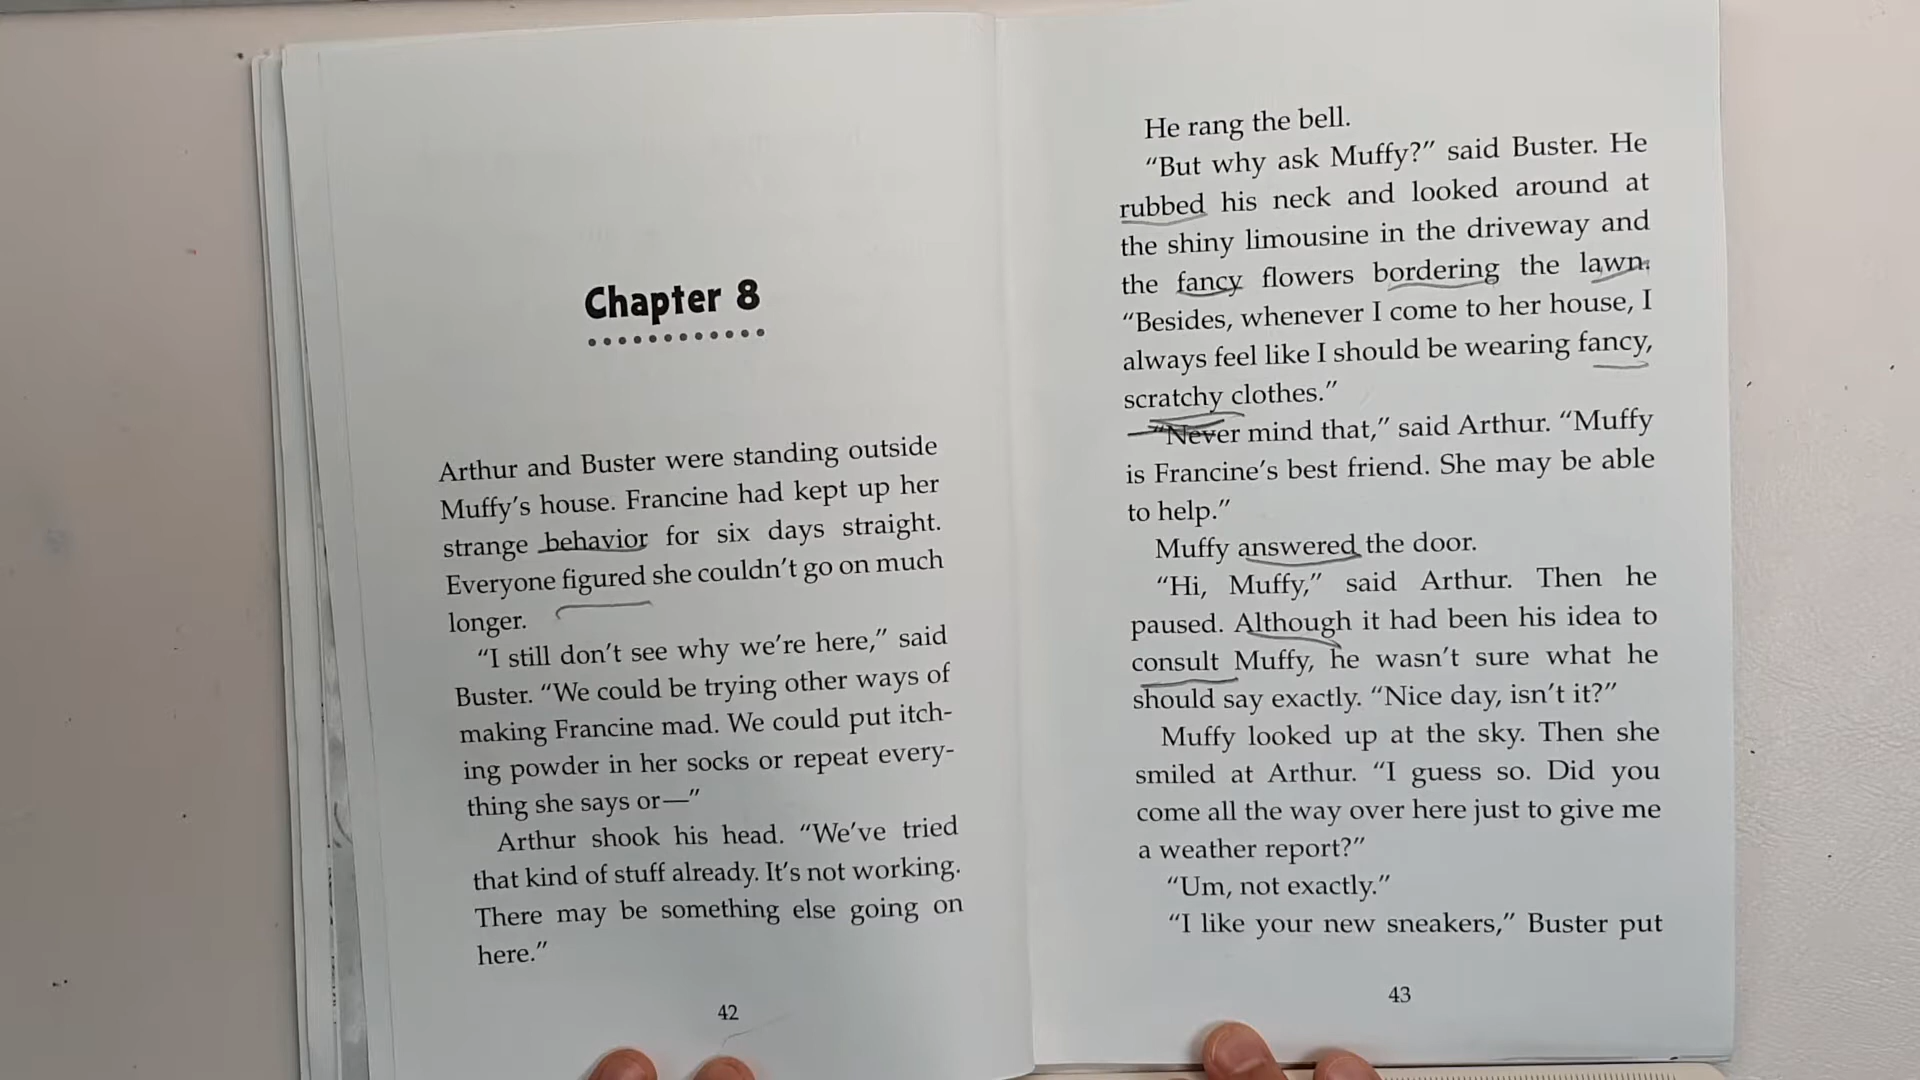 Chapter 8
Arthur and Buster were standing outside
Muffy's house. Francine had kept up her
strange behavior for six days straight.
Everyone figured she couldn't go on much
longer.
“I still don't see why we're here,” said
Buster. “We could be trying other ways of
making Francine mad. We could put itch-
ing powder in her socks or repeat every-
thing she says or—”
Arthur shook his head. “We've tried
that kind of stuff already. It's not working.
There may be something else going on
here.”
42
He rang the bell.
“But why ask Muffy?” said Buster. He
rubbed his neck and looked around at
the shiny limousine in the driveway and
the fancy flowers bordering the lawn.
“Besides, whenever I come to her house, I
always feel like I should be wearing fancy,
scratchy clothes.”
“Never mind that,” said Arthur. “Muffy
is Francine's best friend. She may be able
to help.”
Muffy answered the door.
“Hi, Muffy,” said Arthur. Then he
paused. Although it had been his idea to
consult Muffy, he wasn't sure what he
should say exactly. “Nice day, isn't it?”
Muffy looked up at the sky. Then she
smiled at Arthur. “I guess so. Did you
come all the way over here just to give me
a weather report?”
“Um, not exactly.”
“I like your new sneakers,” Buster put
43